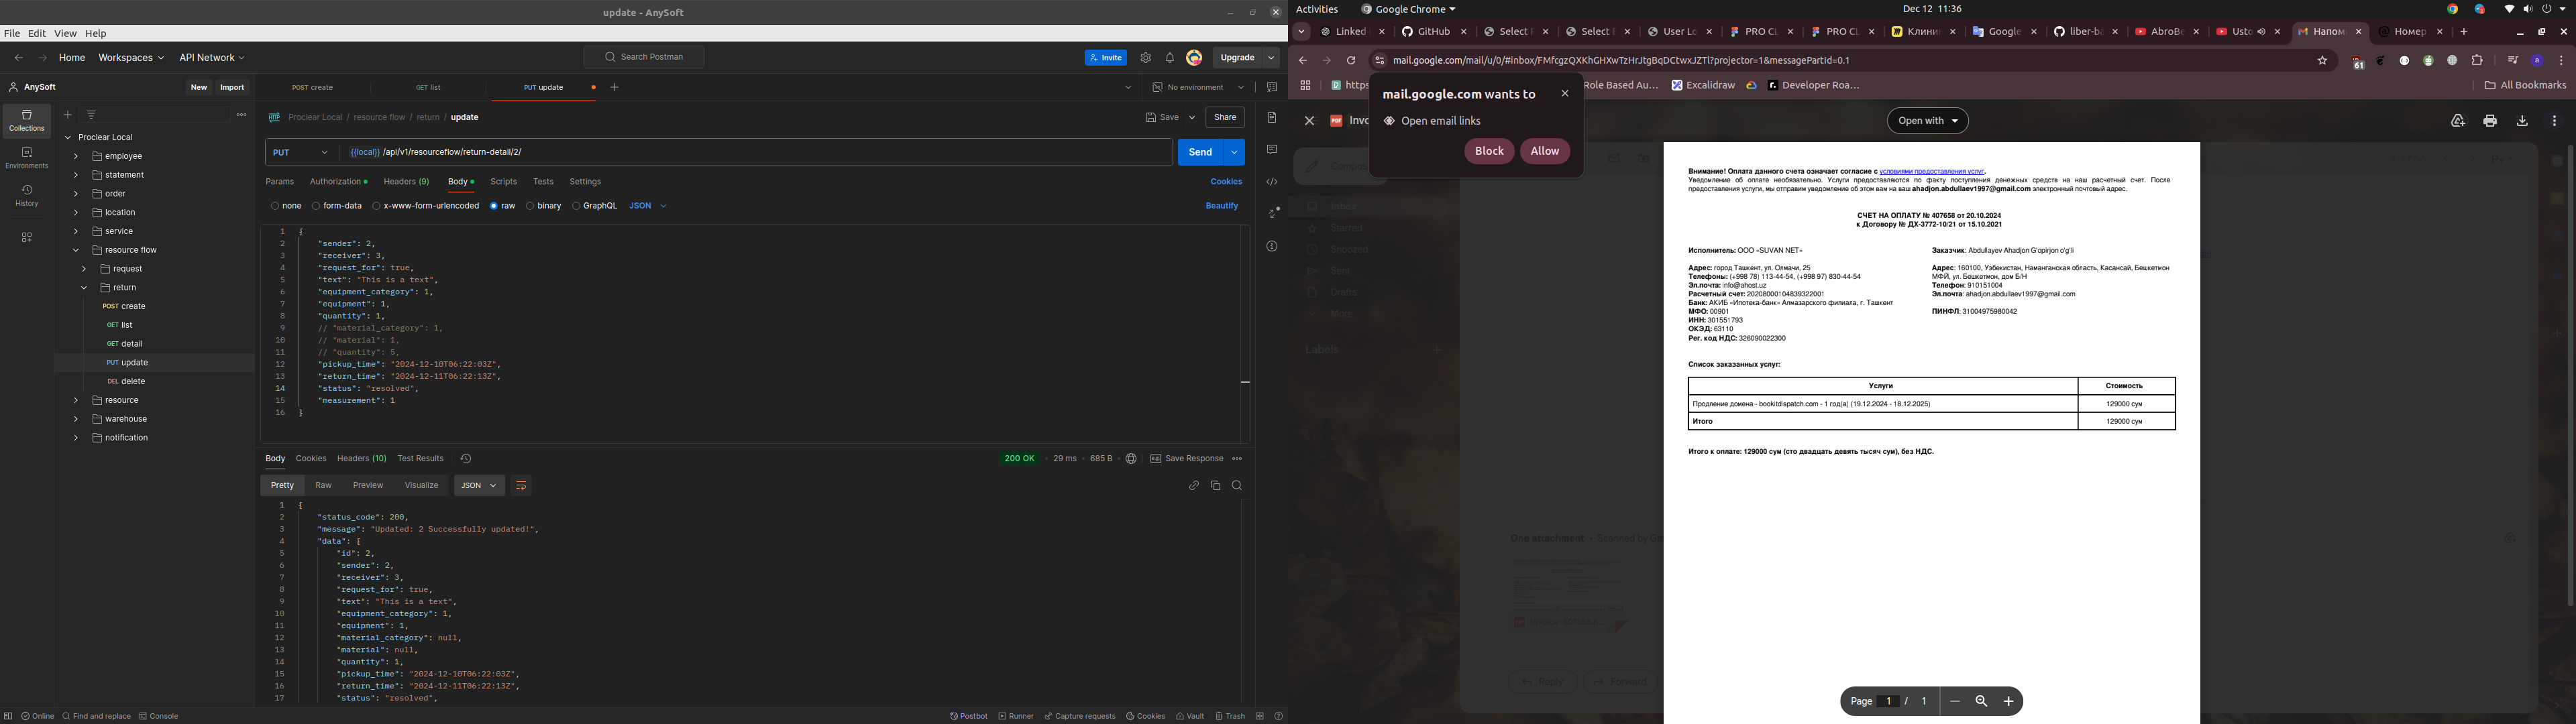 update - AnySoft
File Edit View Help
Home Workspaces API Network Search Postman Invite Upgrade
AnySoft New Import
POST create GET list PUT update No environment
Collections
Environments
History
Proclear Local
employee
statement
order
location
service
resource flow
request
return
POST create
GET list
GET detail
PUT update
DEL delete
resource
warehouse
notification
Proclear Local / resource flow / return / update Save Share
PUT {{local}} /api/v1/resourceflow/return-detail/2/ Send
Params Authorization Headers (9) Body Scripts Tests Settings Cookies
none form-data x-www-form-urlencoded raw binary GraphQL JSON Beautify
1 {
2 "sender": 2,
3 "receiver": 3,
4 "request_for": true,
5 "text": "This is a text",
6 "equipment_category": 1,
7 "equipment": 1,
8 "quantity": 1,
9 // "material_category": 1,
10 // "material": 1,
11 // "quantity": 5,
12 "pickup_time": "2024-12-10T06:22:03Z",
13 "return_time": "2024-12-11T06:22:13Z",
14 "status": "resolved",
15 "measurement": 1
16 }
Body Cookies Headers (10) Test Results 200 OK 29 ms 685 B Save Response
Pretty Raw Preview Visualize JSON
1 {
2 "status_code": 200,
3 "message": "Updated: 2 Successfully updated!",
4 "data": {
5 "id": 2,
6 "sender": 2,
7 "receiver": 3,
8 "request_for": true,
9 "text": "This is a text",
10 "equipment_category": 1,
11 "equipment": 1,
12 "material_category": null,
13 "material": null,
14 "quantity": 1,
15 "pickup_time": "2024-12-10T06:22:03Z",
16 "return_time": "2024-12-11T06:22:13Z",
17 "status": "resolved",
Online Find and replace Console Postbot Runner Capture requests Cookies Vault Trash
Activities Google Chrome Dec 12 11:36
Linked GitHub Select Select User Lo PRO CL PRO CL Клини Google liber-ba AbroBe Usto Напом Номер
mail.google.com/mail/u/0/#inbox/FMfcgzQXKhGHXwTzHrJtgBqDCtwxJZTl?projector=1&messagePartId=0.1
61
https Role Based Au... Excalidraw Developer Roa... All Bookmarks
mail.google.com wants to
Open email links
Block Allow
PDF Invo Open with
Compose
Inbox
Starred
Snoozed
Sent
Drafts
More
Labels
One attachment • Scanned by Gm
Reply Forward
Внимание! Оплата данного счета означает согласие с условиями предоставления услуг.
Уведомление об оплате необязательно. Услуги предоставляются по факту поступления денежных средств на наш расчетный счет. После
предоставления услуги, мы отправим уведомление об этом вам на ваш ahadjon.abdullaev1997@gmail.com электронный почтовый адрес.
СЧЕТ НА ОПЛАТУ № 407658 от 20.10.2024
к Договору № ДХ-3772-10/21 от 15.10.2021
Исполнитель: ООО «SUVAN NET»
Адрес: город Ташкент, ул. Олмачи, 25
Телефоны: (+998 78) 113-44-54, (+998 97) 830-44-54
Эл.почта: info@ahost.uz
Расчетный счет: 20208000104839322001
Банк: АКИБ «Ипотека-банк» Алмазарского филиала, г. Ташкент
МФО: 00901
ИНН: 301551793
ОКЭД: 63110
Рег. код НДС: 326090022300
Заказчик: Abdullayev Ahadjon G'opirjon o'g'li
Адрес: 160100, Узбекистан, Наманганская область, Касансай, Бешкетмон
МФЙ, ул. Бешкетмон, дом Б/Н
Телефон: 910151004
Эл.почта: ahadjon.abdullaev1997@gmail.com
ПИНФЛ: 31004975980042
Список заказанных услуг:
Услуги Стоимость
Продление домена - bookitdispatch.com - 1 год(а) (19.12.2024 - 18.12.2025) 129000 сум
Итого 129000 сум
Итого к оплате: 129000 сум (сто двадцать девять тысяч сум), без НДС.
Page 1 / 1